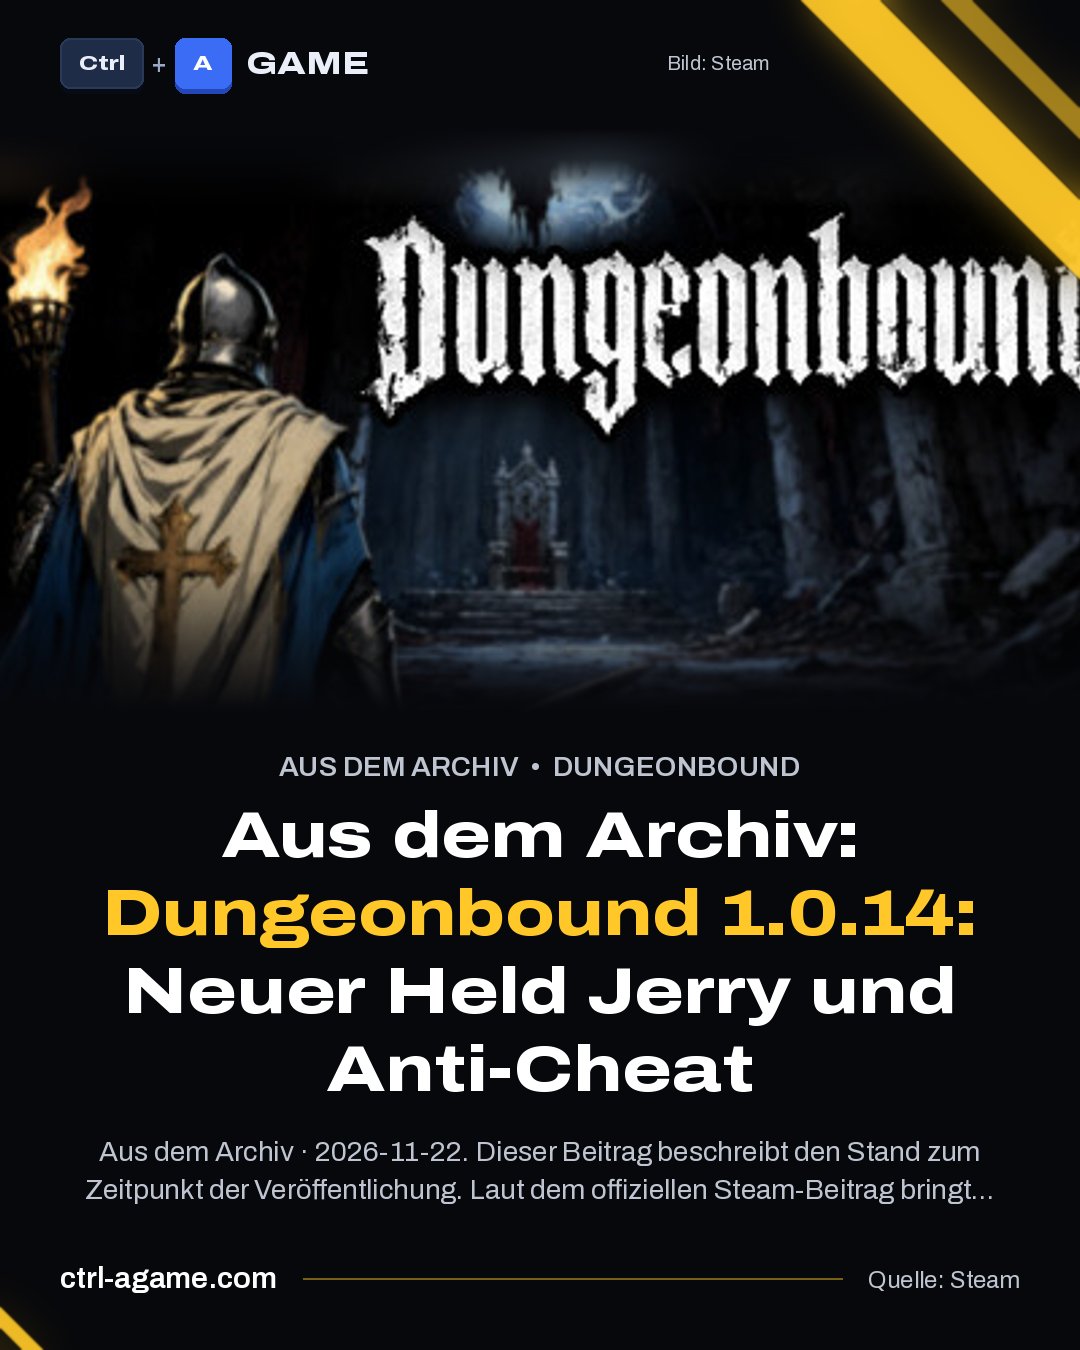 Ctrl + A GAME
Bild: Steam
Dungeonbound
AUS DEM ARCHIV • DUNGEONBOUND
Aus dem Archiv:
Dungeonbound 1.0.14:
Neuer Held Jerry und
Anti-Cheat
Aus dem Archiv · 2026-11-22. Dieser Beitrag beschreibt den Stand zum
Zeitpunkt der Veröffentlichung. Laut dem offiziellen Steam-Beitrag bringt...
ctrl-agame.com
Quelle: Steam